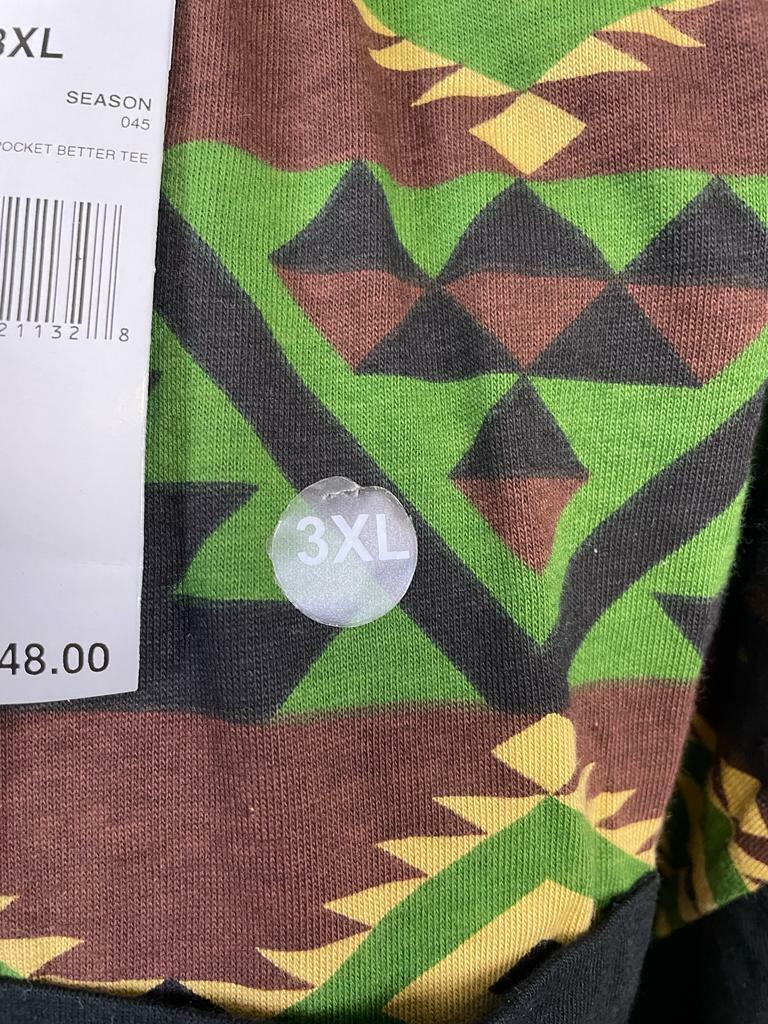 3XL
SEASON
045
POCKET BETTER TEE
21132 8
48.00
3XL